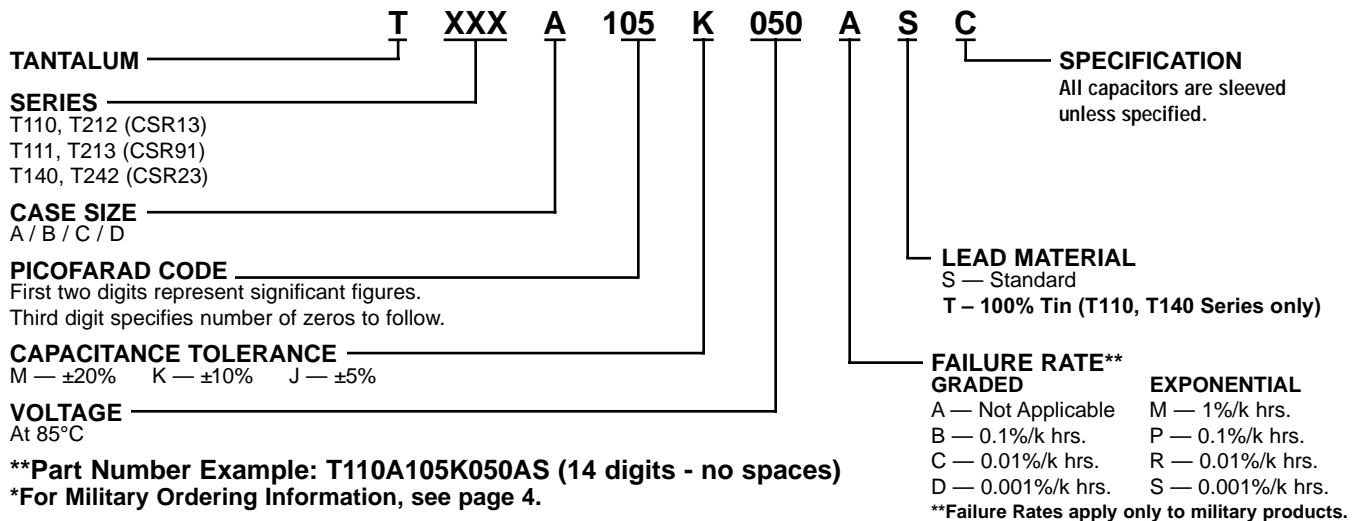 T XXX A 105 K 050 A S C
TANTALUM
SERIES
T110, T212 (CSR13)
T111, T213 (CSR91)
T140, T242 (CSR23)
CASE SIZE
A / B / C / D
PICOFARAD CODE
First two digits represent significant figures.
Third digit specifies number of zeros to follow.
CAPACITANCE TOLERANCE
M — ±20% K — ±10% J — ±5%
VOLTAGE
At 85°C
**Part Number Example: T110A105K050AS (14 digits - no spaces)
*For Military Ordering Information, see page 4.
SPECIFICATION
All capacitors are sleeved
unless specified.
LEAD MATERIAL
S — Standard
T – 100% Tin (T110, T140 Series only)
FAILURE RATE**
GRADED EXPONENTIAL
A — Not Applicable M — 1%/k hrs.
B — 0.1%/k hrs. P — 0.1%/k hrs.
C — 0.01%/k hrs. R — 0.01%/k hrs.
D — 0.001%/k hrs. S — 0.001%/k hrs.
**Failure Rates apply only to military products.